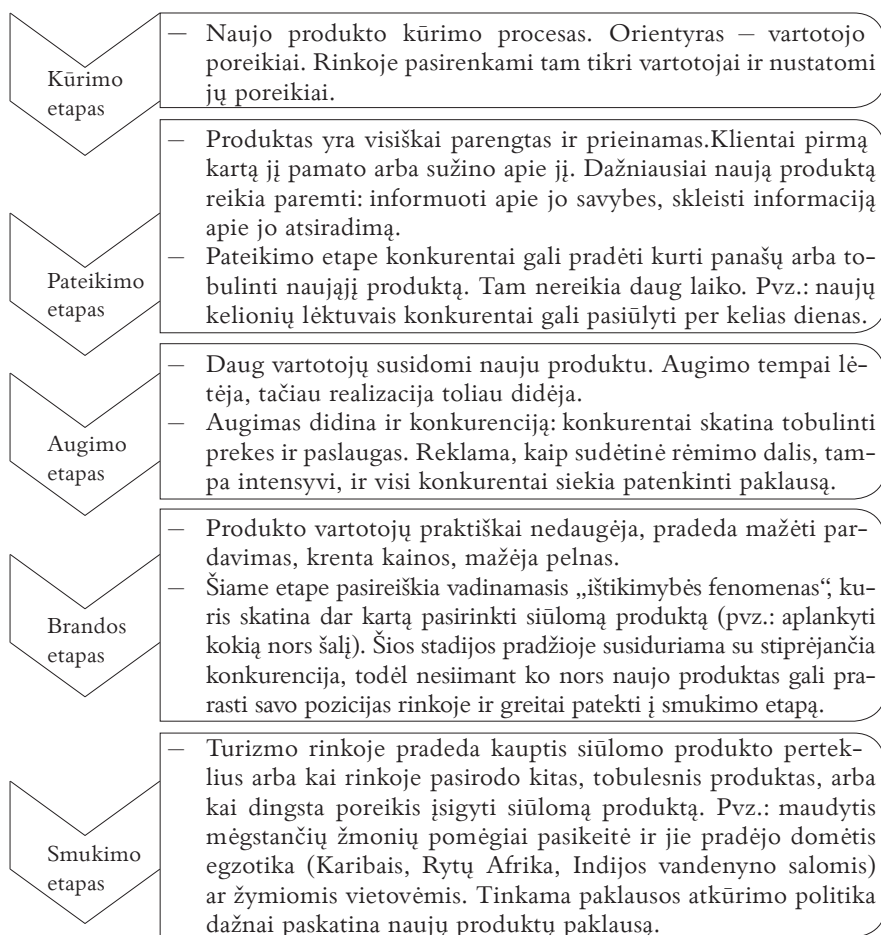 Kūrimo
etapas
— Naujo produkto kūrimo procesas. Orientyras — vartotojo
poreikiai. Rinkoje pasirenkami tam tikri vartotojai ir nustatomi
jų poreikiai.
Pateikimo
etapas
— Produktas yra visiškai parengtas ir prieinamas.Klientai pirmą
kartą jį pamato arba sužino apie jį. Dažniausiai naują produktą
reikia paremti: informuoti apie jo savybes, skleisti informaciją
apie jo atsiradimą.
— Pateikimo etape konkurentai gali pradėti kurti panašų arba to-
bulinti naująjį produktą. Tam nereikia daug laiko. Pvz.: naujų
kelionių lėktuvais konkurentai gali pasiūlyti per kelias dienas.
Augimo
etapas
— Daug vartotojų susidomi nauju produktu. Augimo tempai lė-
tėja, tačiau realizacija toliau didėja.
— Augimas didina ir konkurenciją: konkurentai skatina tobulinti
prekes ir paslaugas. Reklama, kaip sudėtinė rėmimo dalis, tam-
pa intensyvi, ir visi konkurentai siekia patenkinti paklausą.
Brandos
etapas
— Produkto vartotojų praktiškai nedaugėja, pradeda mažėti par-
davimas, krenta kainos, mažėja pelnas.
— Šiame etape pasireiškia vadinamasis „ištikimybės fenomenas“, ku-
ris skatina dar kartą pasirinkti siūlomą produktą (pvz.: aplankyti
kokią nors šalį). Šios stadijos pradžioje susiduriama su stiprėjančia
konkurencija, todėl nesiimant ko nors naujo produktas gali pra-
rasti savo pozicijas rinkoje ir greitai patekti į smukimo etapą.
Smukimo
etapas
— Turizmo rinkoje pradeda kauptis siūlomo produkto pertek-
lius arba kai rinkoje pasirodo kitas, tobulesnis produktas, arba
kai dingsta poreikis įsigyti siūlomą produktą. Pvz.: maudytis
mėgstančių žmonių pomėgiai pasikeitė ir jie pradėjo domėtis
egzotika (Karibais, Rytų Afrika, Indijos vandenyno salomis)
ar žymiomis vietovėmis. Tinkama paklausos atkūrimo politika
dažnai paskatina naujų produktų paklausą.